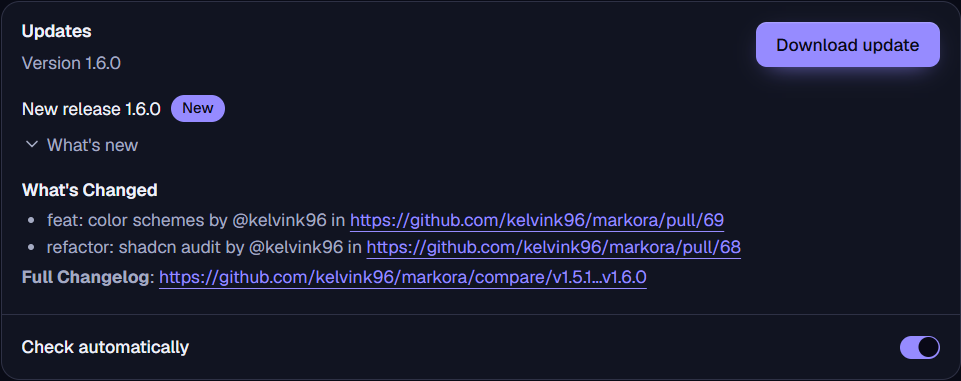 Updates
Download update
Version 1.6.0
New release 1.6.0 New
What's new
What's Changed
feat: color schemes by @kelvink96 in https://github.com/kelvink96/markora/pull/69
refactor: shadcn audit by @kelvink96 in https://github.com/kelvink96/markora/pull/68
Full Changelog: https://github.com/kelvink96/markora/compare/v1.5.1...v1.6.0
Check automatically